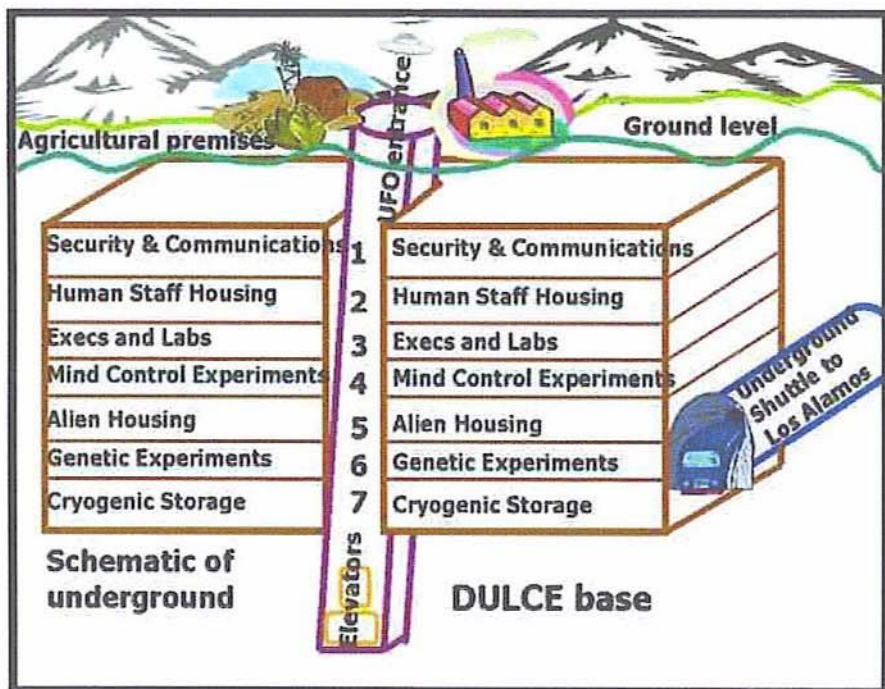 UFO entrance
Agricultural premises
Ground level
Security & Communications
1
Security & Communications
Human Staff Housing
2
Human Staff Housing
Execs and Labs
3
Execs and Labs
Mind Control Experiments
4
Mind Control Experiments
Alien Housing
5
Alien Housing
Genetic Experiments
6
Genetic Experiments
Cryogenic Storage
7
Cryogenic Storage
Underground
Shuttle to
Los Alamos
Elevators
Schematic of
underground
DULCE base